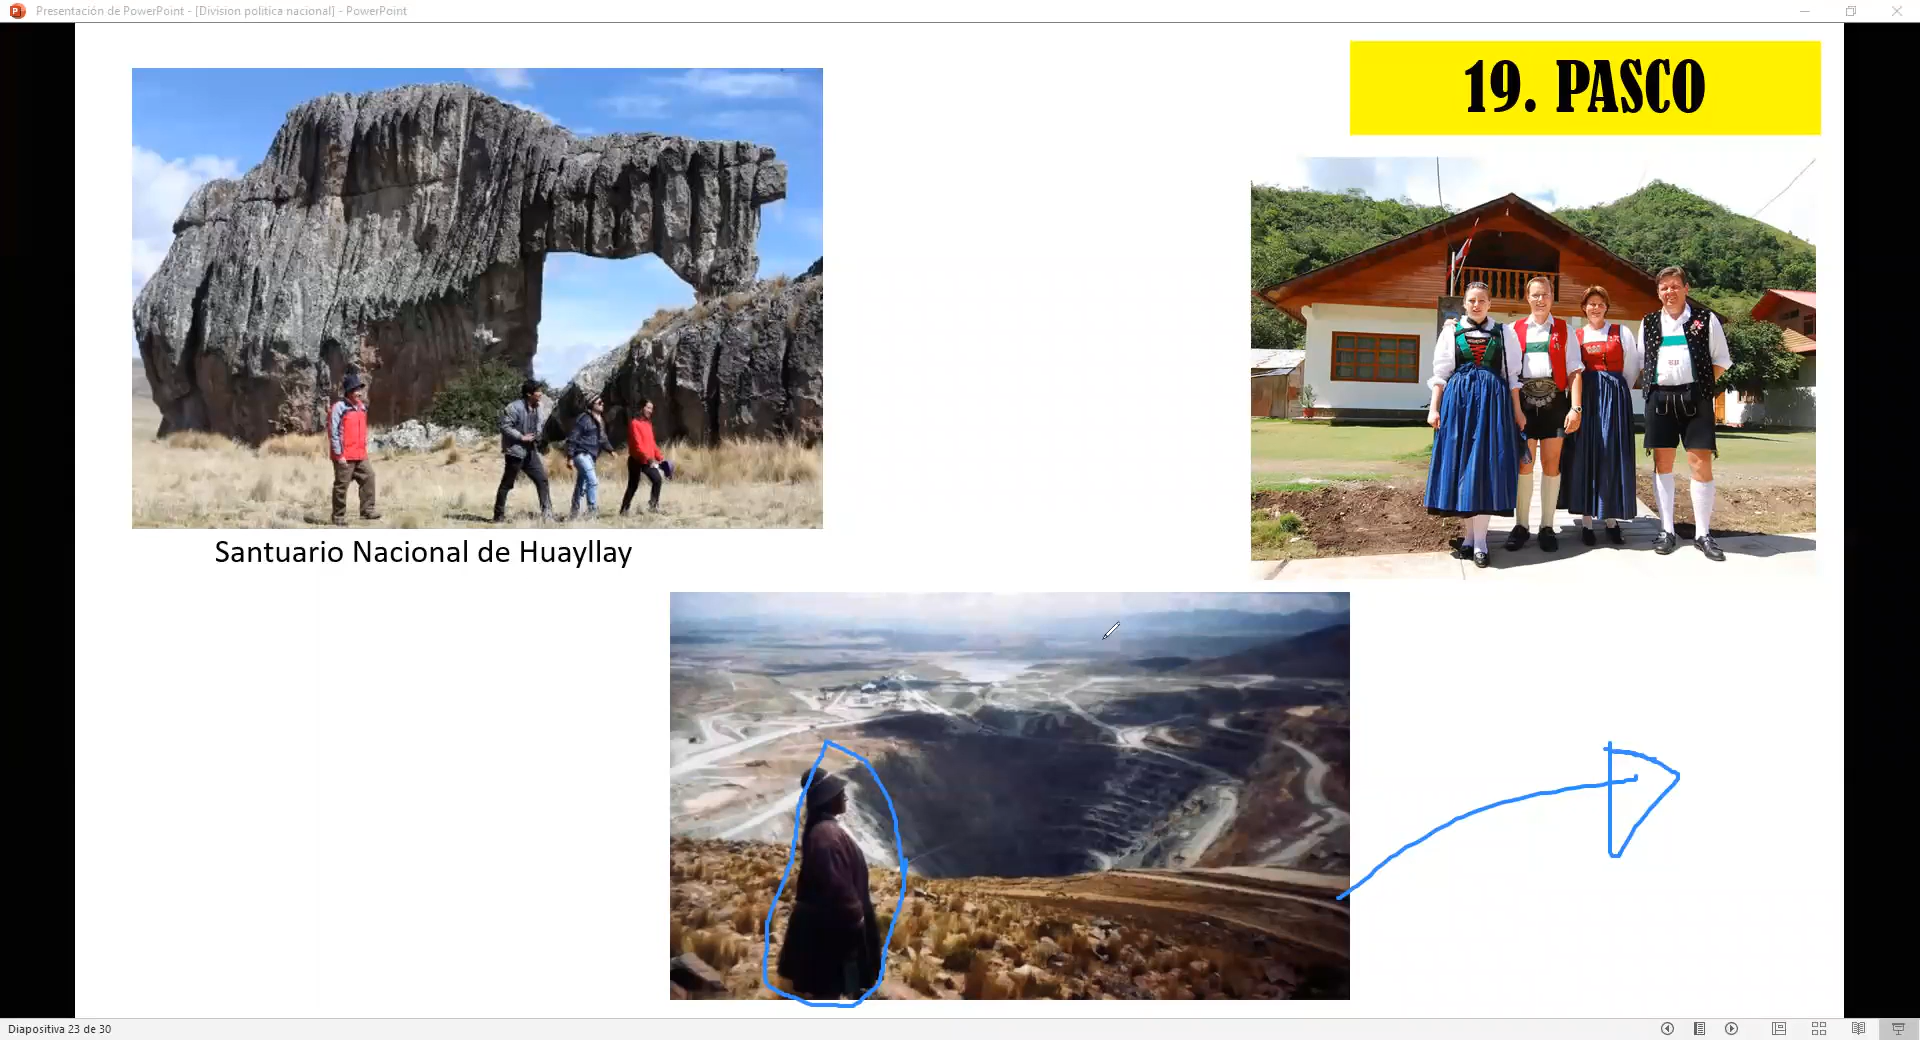 Presentación de PowerPoint - [Division politica nacional] - PowerPoint
19. PASCO
Santuario Nacional de Huayllay
Diapositiva 23 de 30